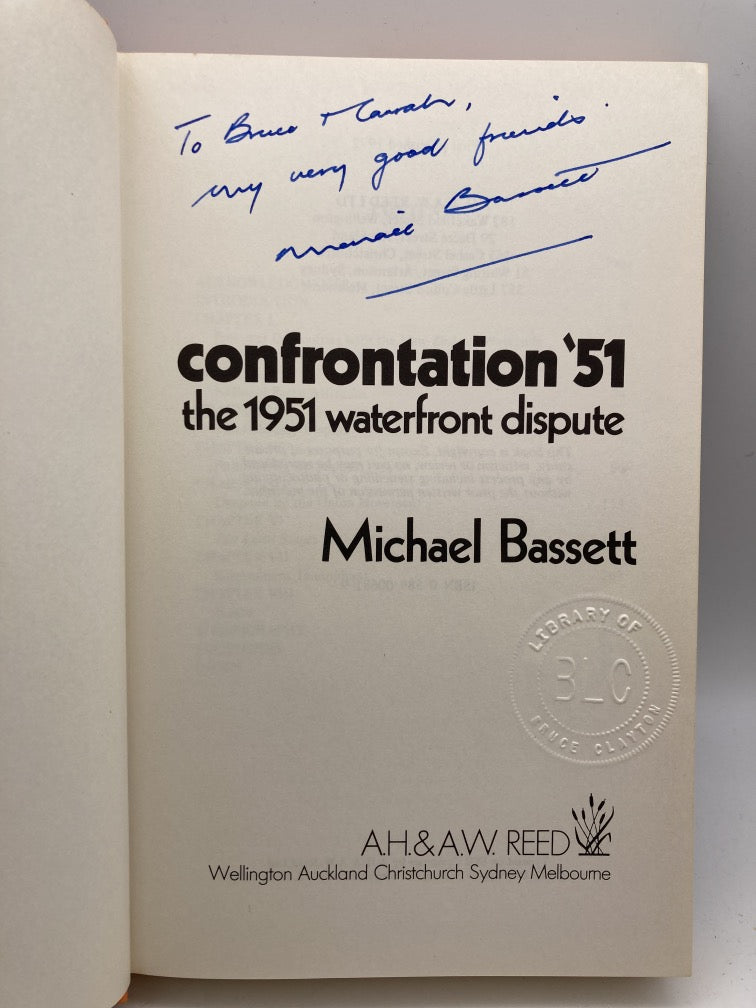 To Bruce +
my very good friends.
Michael Bassett
confrontation '51
the 1951 waterfront dispute
Michael Bassett
LIBRARY OF
BLC
BRUCE CLAYTON
A.H.& A.W. REED
Wellington Auckland Christchurch Sydney Melbourne